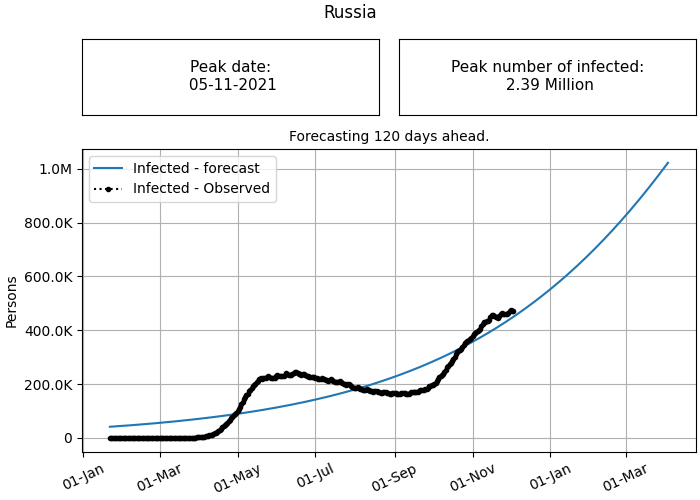 Russia
Peak date:
05-11-2021
Peak number of infected:
2.39 Million
Forecasting 120 days ahead.
Infected - forecast
Infected - Observed
Persons
1.0M
800.0K
600.0K
400.0K
200.0K
0
01-Jan
01-Mar
01-May
01-Jul
01-Sep
01-Nov
01-Jan
01-Mar